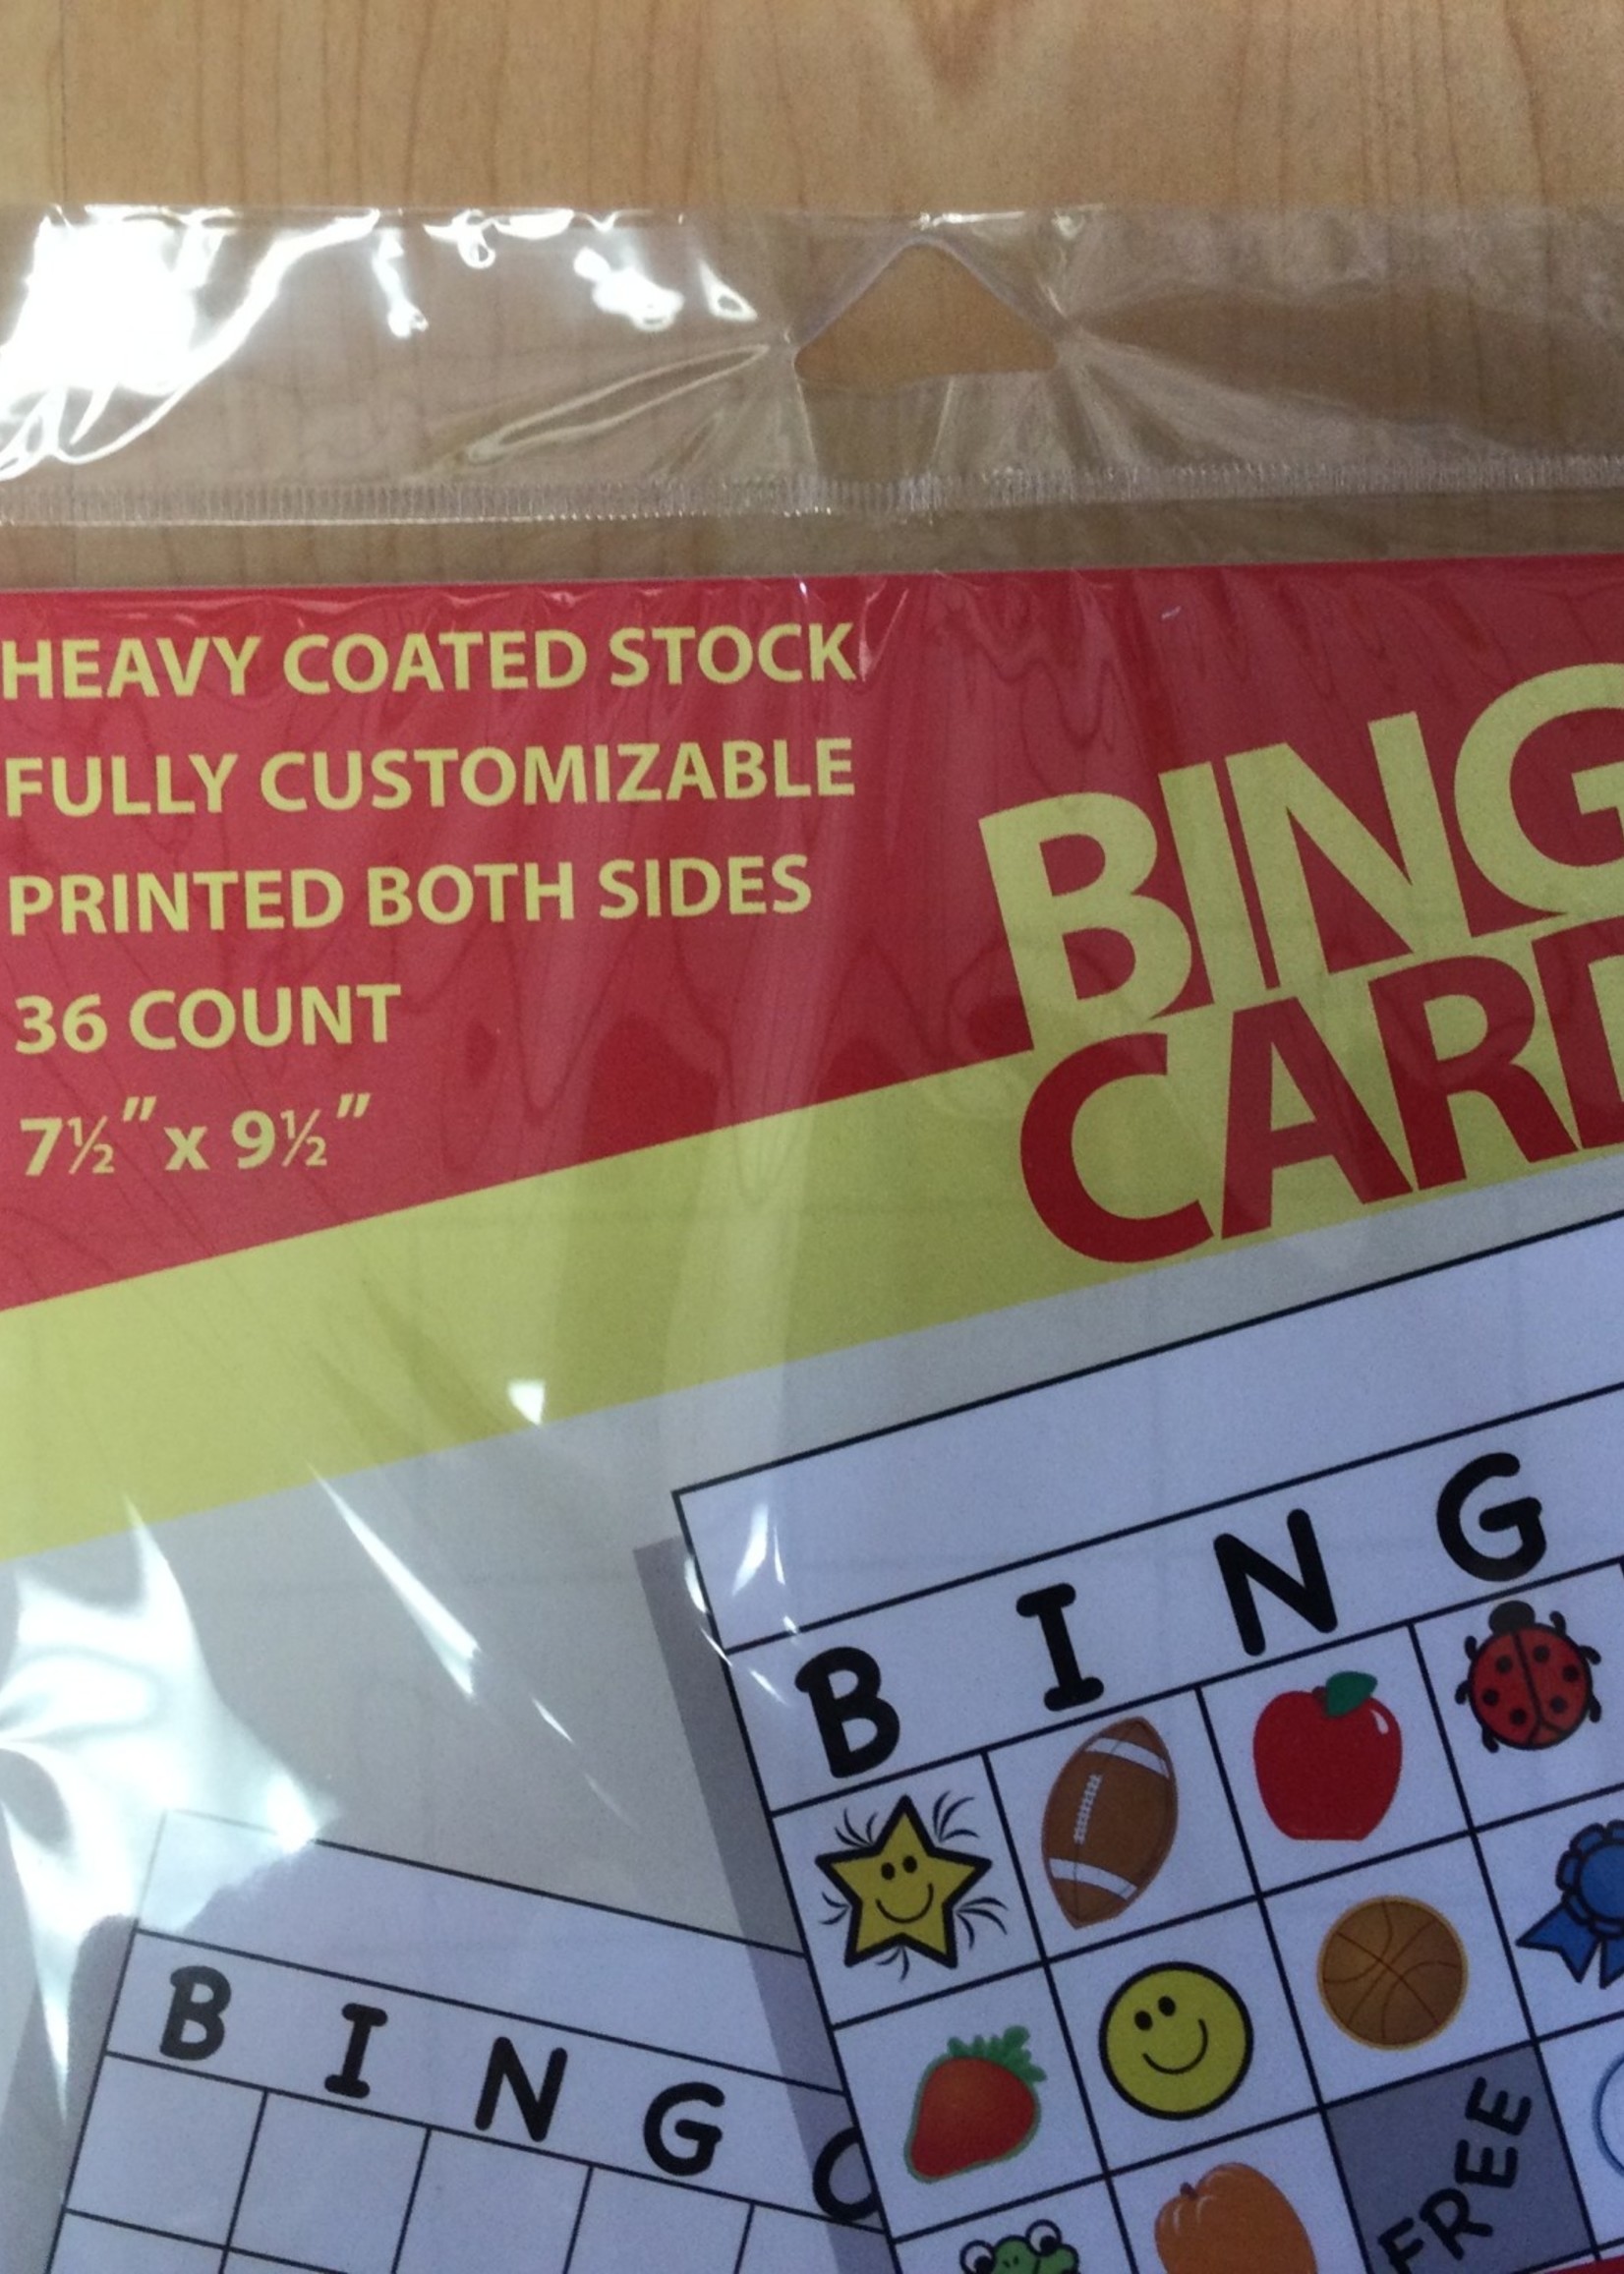 HEAVY COATED STOCK
FULLY CUSTOMIZABLE
PRINTED BOTH SIDES
36 COUNT
7½" x 9½"
BING
CAR
B I N G
FREE
B I N G O